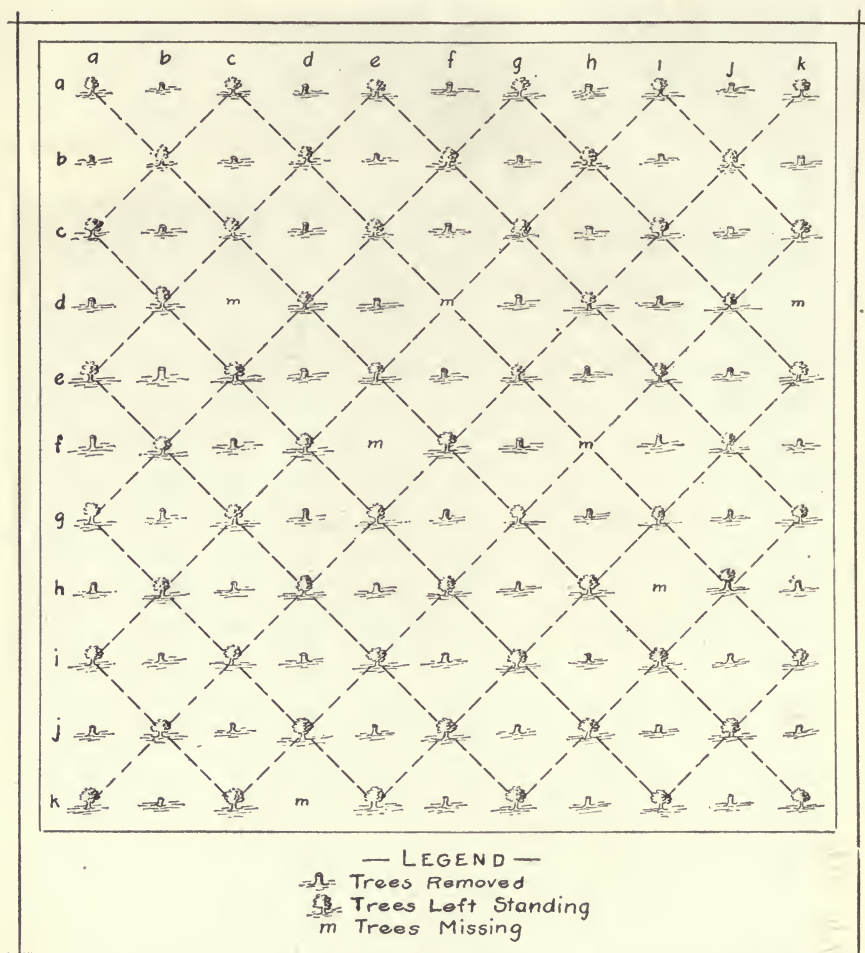 a b c d e f g h i j k
a
b
c
d m m m
e
f m m
g
h m
i
j
k m
— LEGEND —
Trees Removed
Trees Left Standing
m Trees Missing